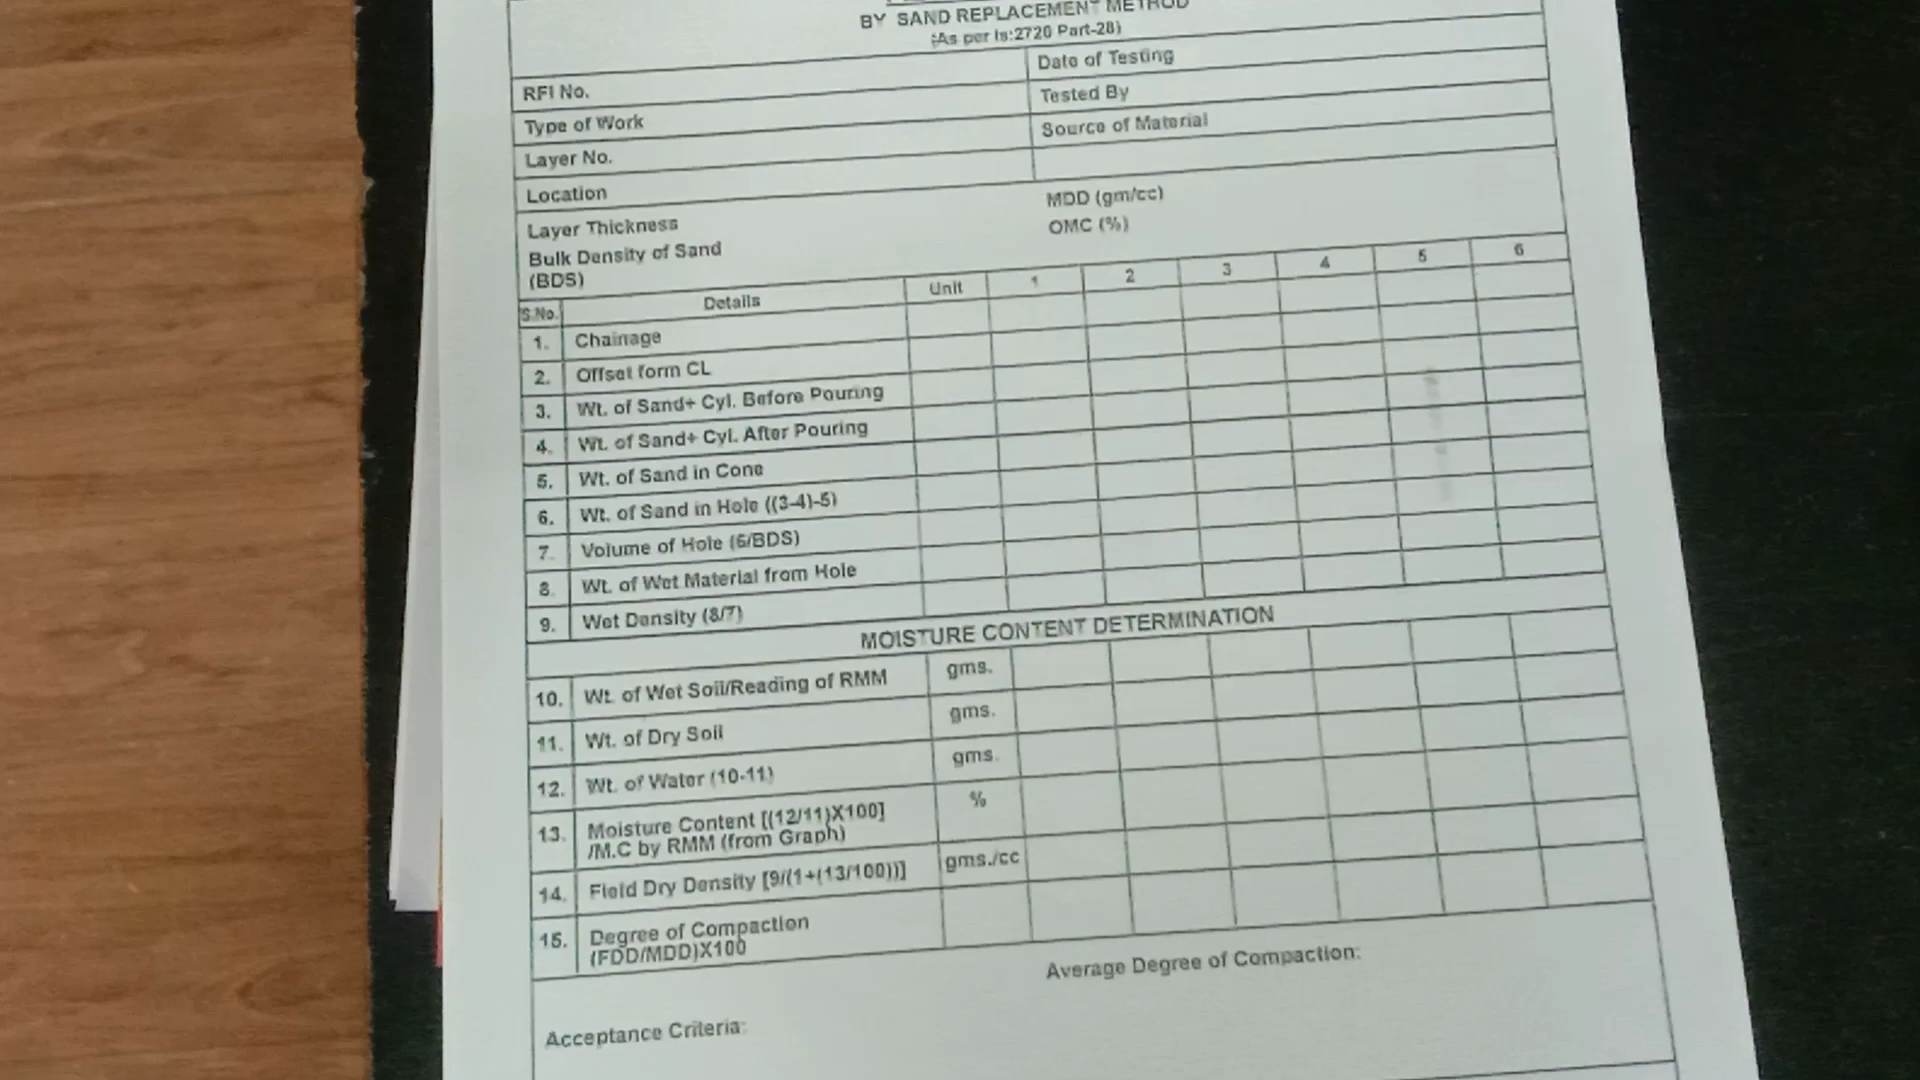 BY SAND REPLACEMENT METHOD
(As per Is:2720 Part-28)
RFI No.
Date of Testing
Type of Work
Tested By
Layer No.
Source of Material
Location
Layer Thickness
MDD (gm/cc)
Bulk Density of Sand
(BDS)
OMC (%)
S.No. Details Unit 1 2 3 4 5 6
1. Chainage
2. Offset form CL
3. Wt. of Sand+ Cyl. Before Pouring
4. Wt. of Sand+ Cyl. After Pouring
5. Wt. of Sand in Cone
6. Wt. of Sand in Hole ((3-4)-5)
7. Volume of Hole (6/BDS)
8. Wt. of Wet Material from Hole
9. Wet Density (8/7)
MOISTURE CONTENT DETERMINATION
10. Wt. of Wet Soil/Reading of RMM gms.
11. Wt. of Dry Soil gms.
12. Wt. of Water (10-11) gms.
13. Moisture Content [(12/11)X100] %
/M.C by RMM (from Graph)
14. Field Dry Density [9/(1+(13/100))] gms./cc
15. Degree of Compaction
(FDD/MDD)X100
Average Degree of Compaction:
Acceptance Criteria: